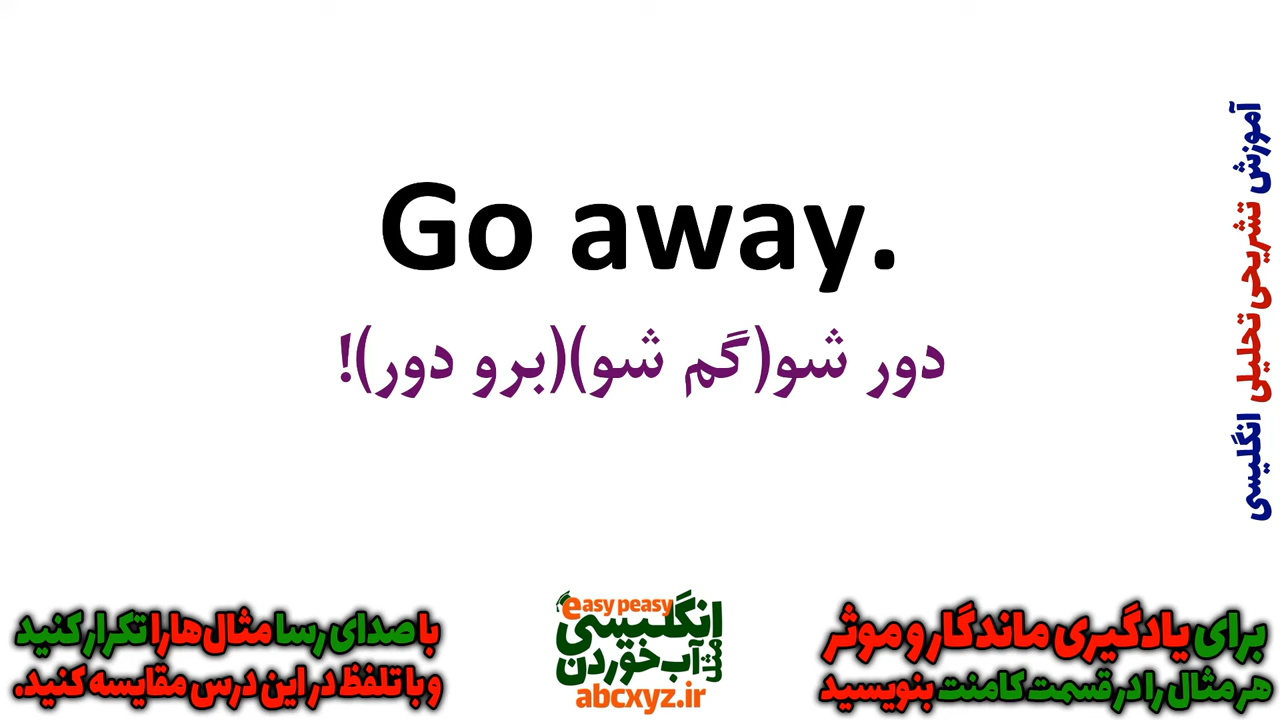 Go away.
دور شو(گم شو)(برو دور)!
آموزش تشریحی تحلیلی انگلیسی
برای یادگیری ماندگار و موثر
هر مثال را در قسمت کامنت بنویسید
easy peasy
انگلیسی
مثل آب خوردن
abcxyz.ir
با صدای رسا مثال‌ها را تکرار کنید
و با تلفظ در این درس مقایسه کنید.